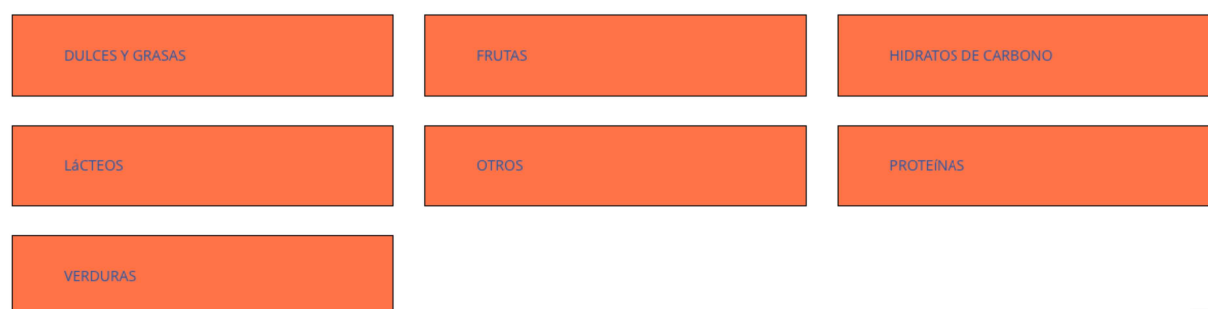 DULCES Y GRASAS
FRUTAS
HIDRATOS DE CARBONO
LáCTEOS
OTROS
PROTEíNAS
VERDURAS